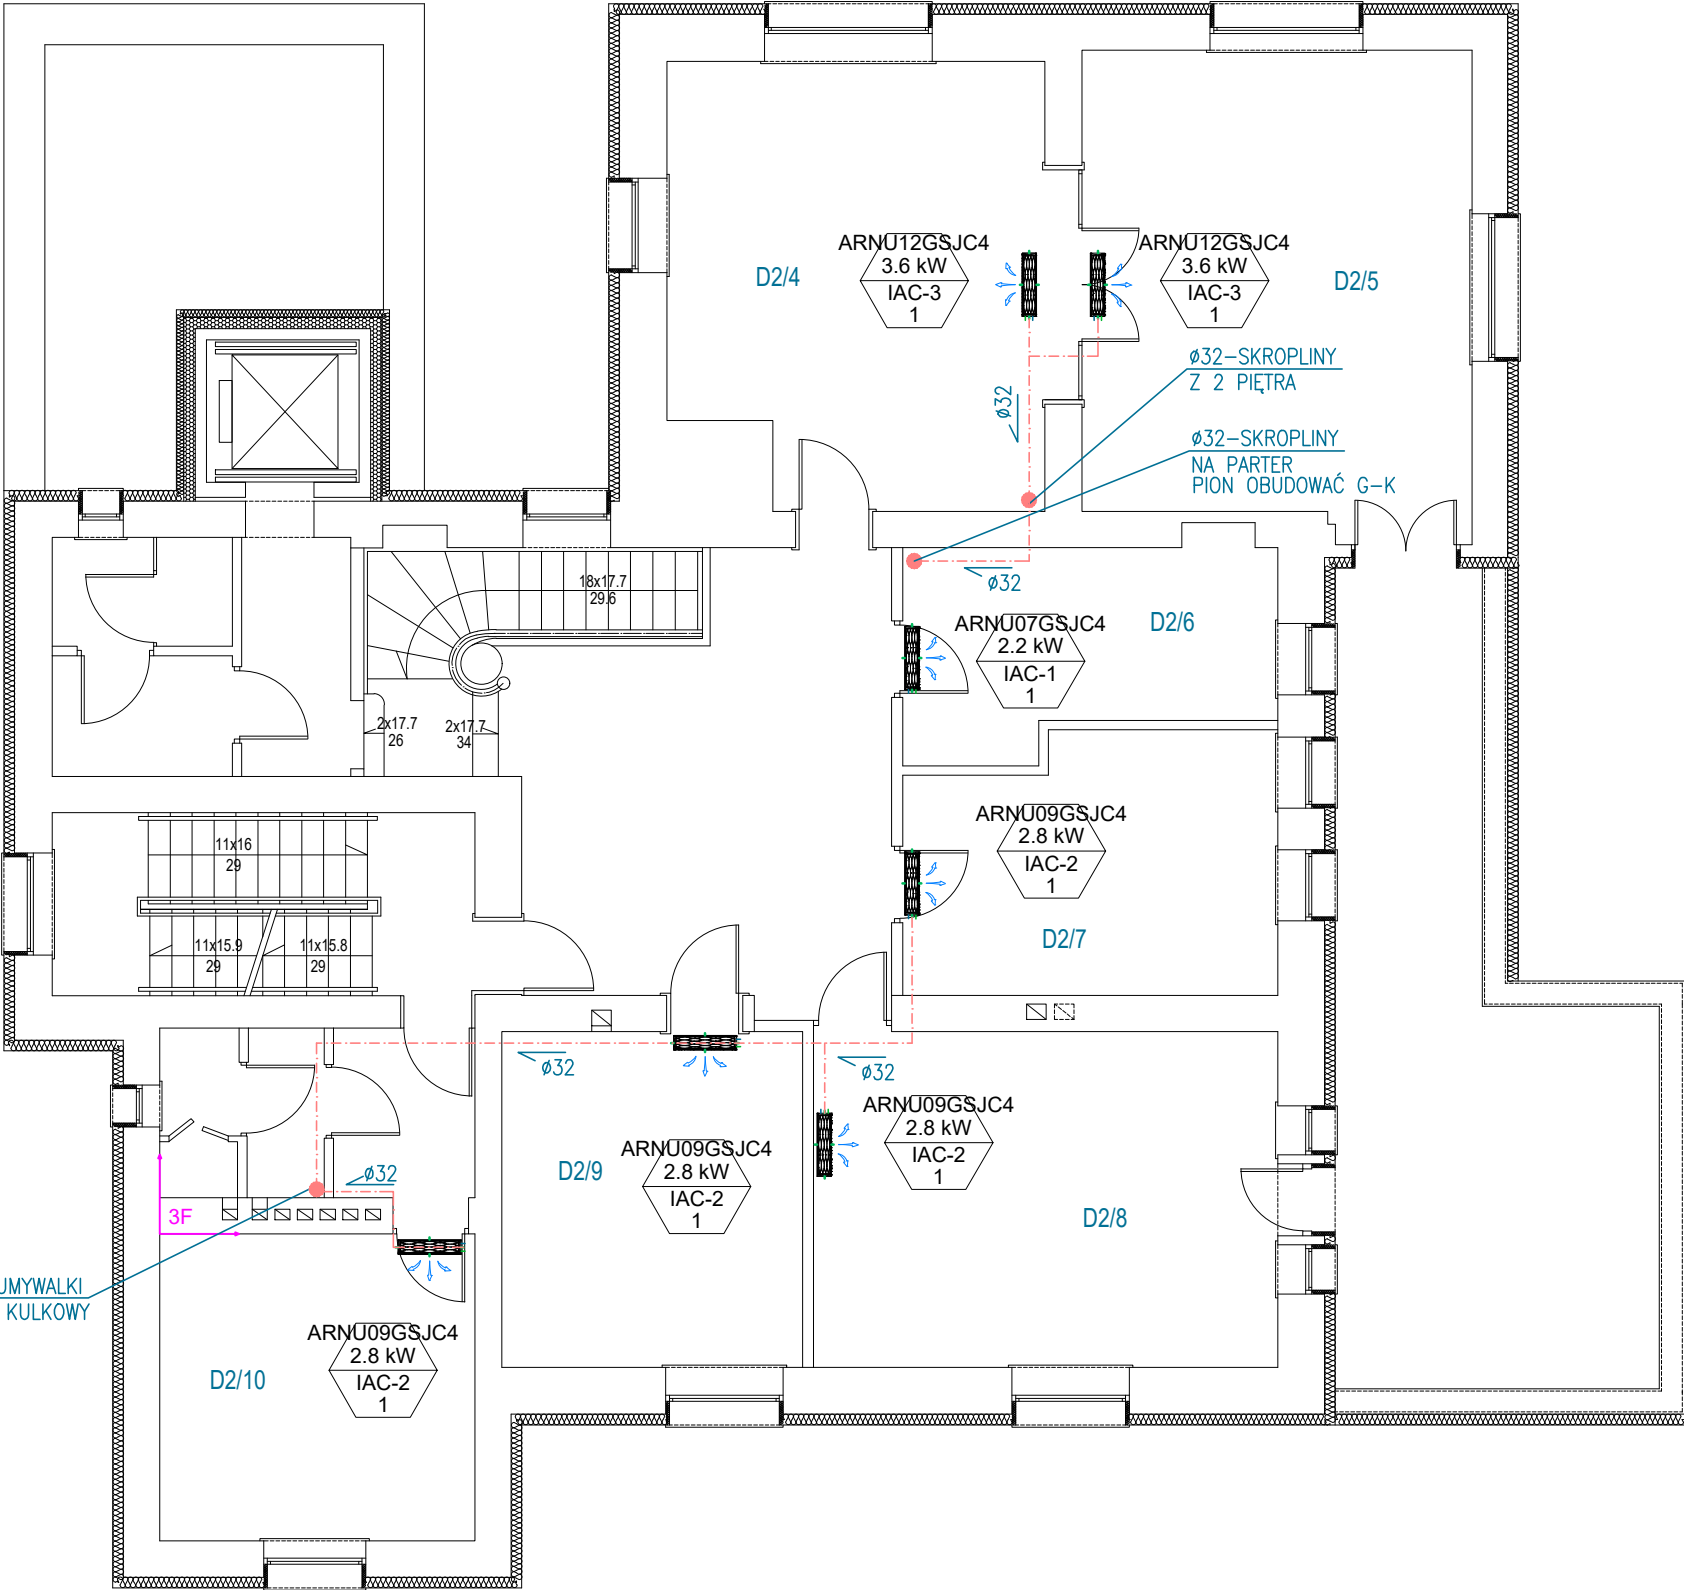 ARNU12GSJC4
3.6 kW
IAC-3
1
D2/4
ARNU12GSJC4
3.6 kW
IAC-3
1
D2/5
ø32-SKROPLINY
Z 2 PIĘTRA
ø32
ø32-SKROPLINY
NA PARTER
PION OBUDOWAĆ G-K
ø32
18x17.7
29.6
ARNU07GSJC4
2.2 kW
IAC-1
1
D2/6
2x17.7
26
2x17.7
34
ARNU09GSJC4
2.8 kW
IAC-2
1
D2/7
11x16
29
11x15.9
29
11x15.8
29
ø32
ø32
ARNU09GSJC4
2.8 kW
IAC-2
1
D2/8
D2/9
ARNU09GSJC4
2.8 kW
IAC-2
1
ø32
3F
UMYWALKI
KULKOWY
ARNU09GSJC4
2.8 kW
IAC-2
1
D2/10